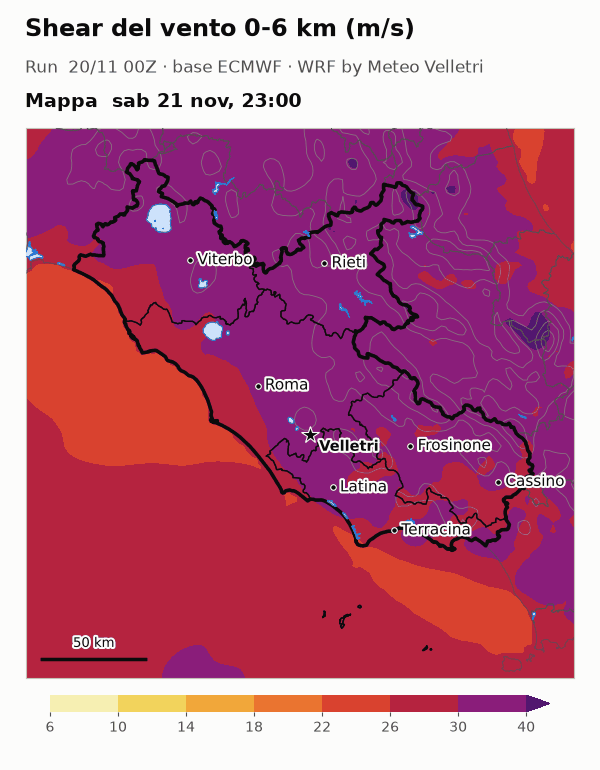 Shear del vento 0-6 km (m/s)
Run  20/11 00Z · base ECMWF · WRF by Meteo Velletri
Mappa  sab 21 nov, 23:00
Viterbo
Rieti
Roma
Velletri
Frosinone
Latina
Cassino
Terracina
50 km
6 10 14 18 22 26 30 40